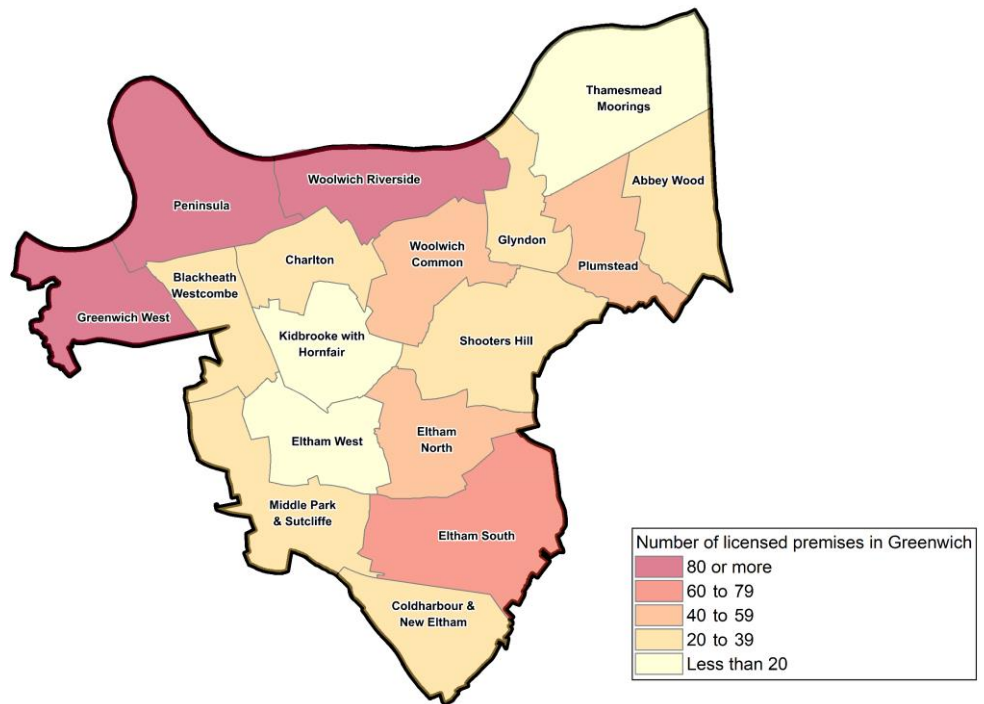 Thamesmead
Moorings
Abbey Wood
Woolwich Riverside
Peninsula
Glyndon
Woolwich
Common
Charlton
Plumstead
Blackheath
Westcombe
Greenwich West
Kidbrooke with
Hornfair
Shooters Hill
Eltham West
Eltham
North
Middle Park
& Sutcliffe
Eltham South
Coldharbour &
New Eltham
Number of licensed premises in Greenwich
80 or more
60 to 79
40 to 59
20 to 39
Less than 20